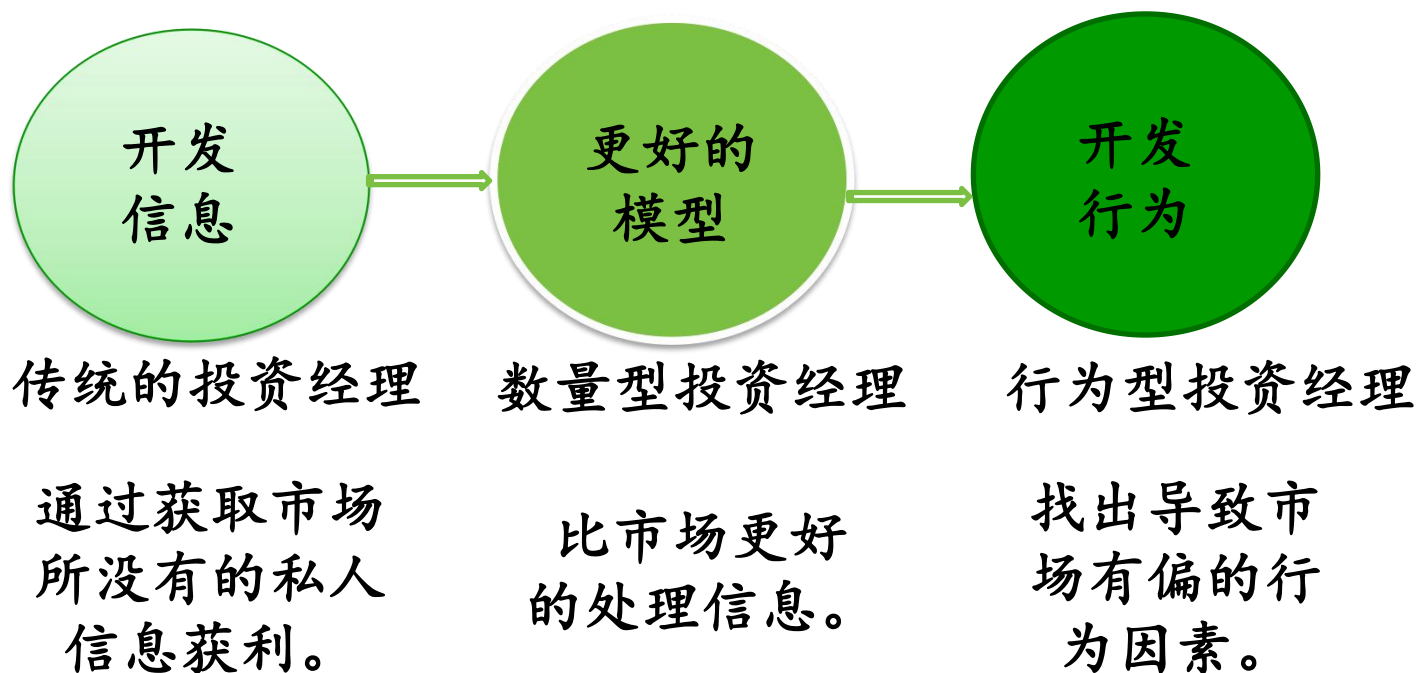 开发
信息
更好的
模型
开发
行为
传统的投资经理
数量型投资经理
行为型投资经理
通过获取市场
所没有的私人
信息获利。
比市场更好
的处理信息。
找出导致市
场有偏的行
为因素。